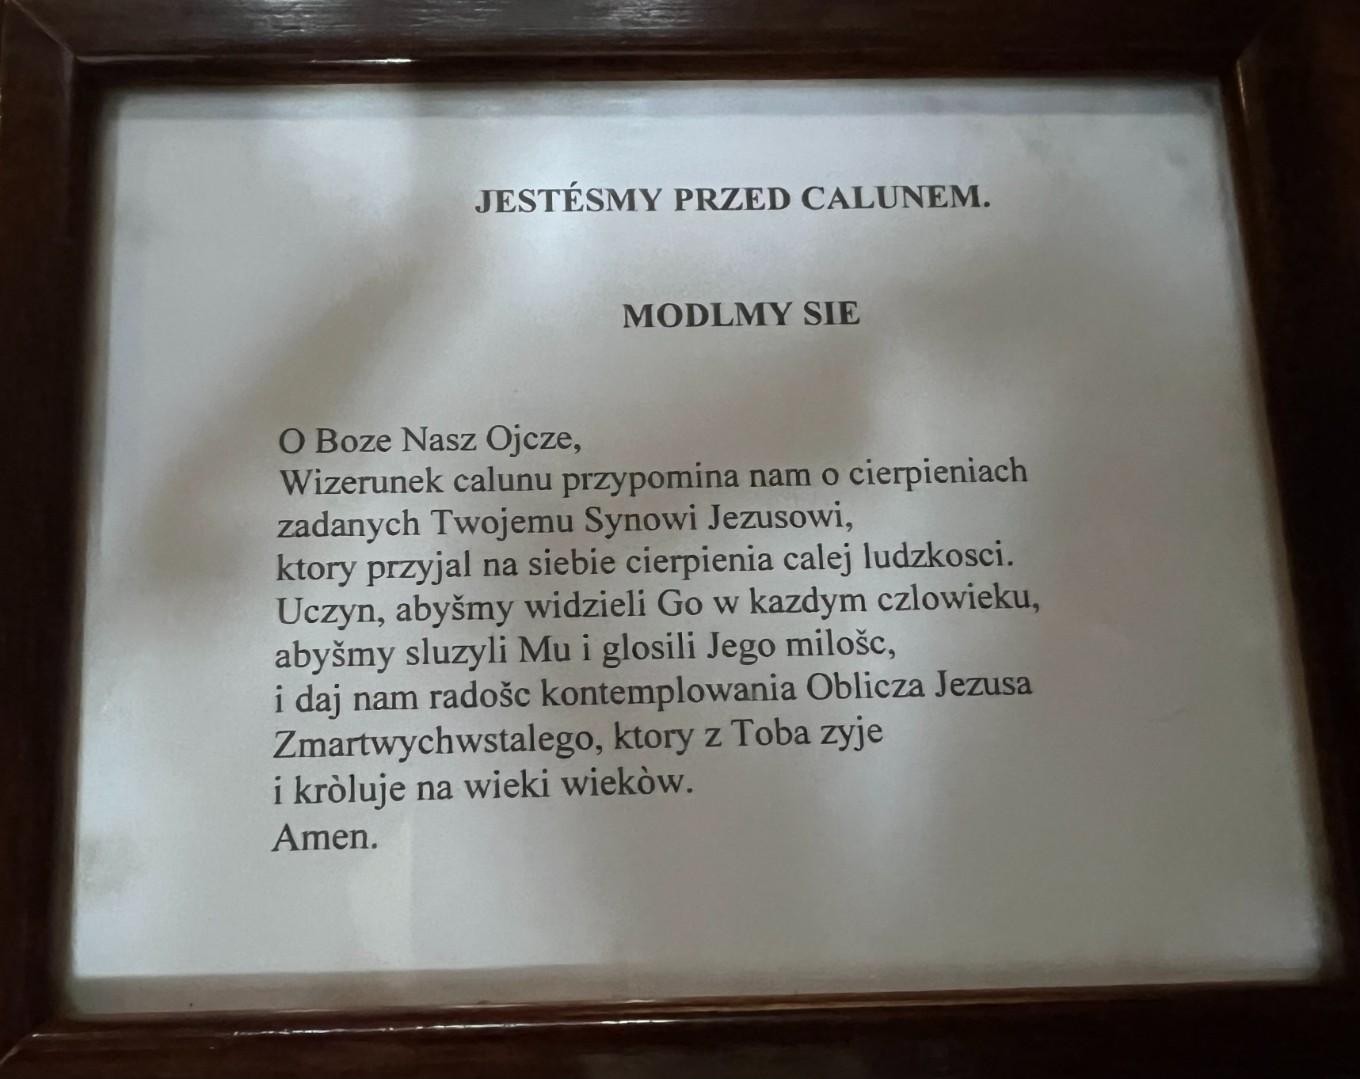 JESTÉSMY PRZED CALUNEM.
MODLMY SIE
O Boze Nasz Ojcze,
Wizerunek calunu przypomina nam o cierpieniach
zadanych Twojemu Synowi Jezusowi,
ktory przyjal na siebie cierpienia calej ludzkosci.
Uczyn, abyšmy widzieli Go w kazdym czlowieku,
abyšmy sluzyli Mu i glosili Jego milošc,
i daj nam radošc kontemplowania Oblicza Jezusa
Zmartwychwstalego, ktory z Toba zyje
i kròluje na wieki wiekòw.
Amen.